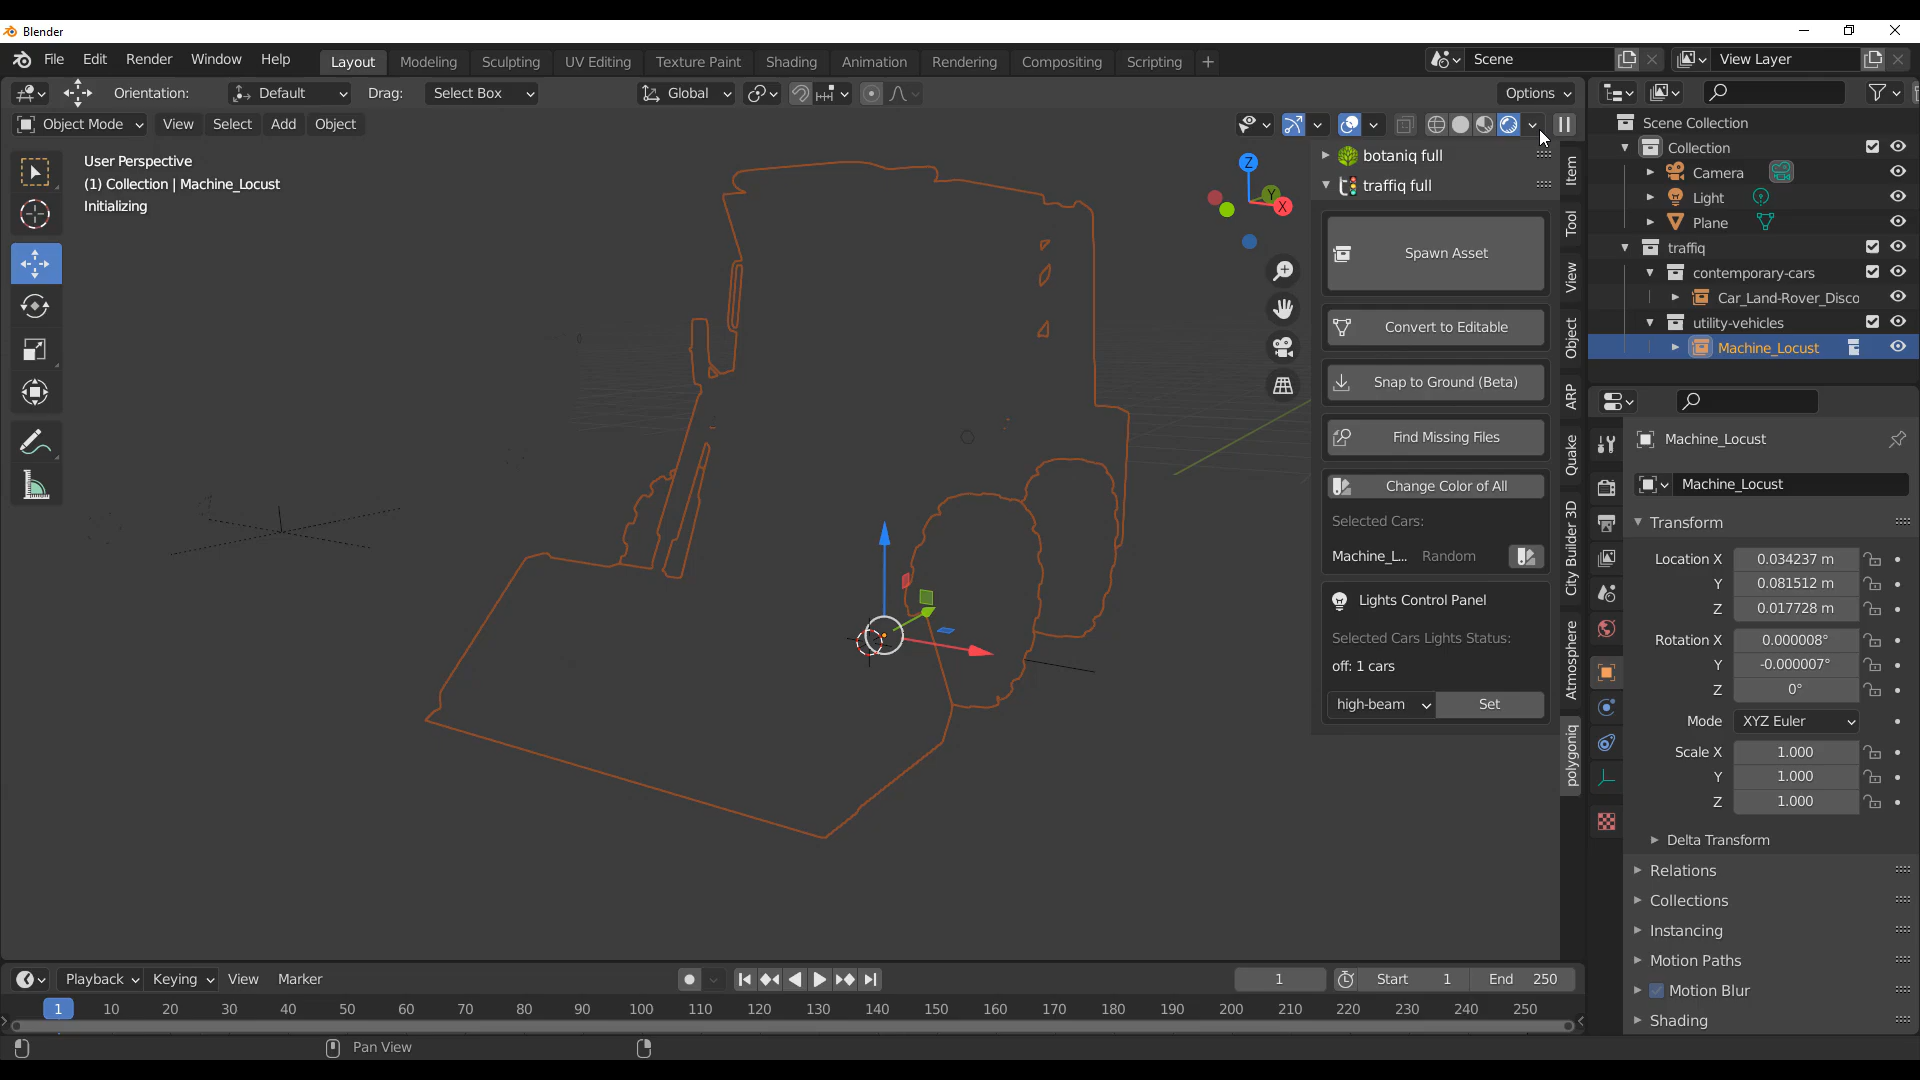 Blender
File Edit Render Window Help Layout Modeling Sculpting UV Editing Texture Paint Shading Animation Rendering Compositing Scripting + Scene View Layer
Orientation: Default Drag: Select Box Global Options
Object Mode View Select Add Object
User Perspective
(1) Collection | Machine_Locust
Initializing
Z
Y
X
botaniq full
traffiq full
Spawn Asset
Convert to Editable
Snap to Ground (Beta)
Find Missing Files
Change Color of All
Selected Cars:
Machine_L... Random
Lights Control Panel
Selected Cars Lights Status:
off: 1 cars
high-beam Set
Item
Tool
View
Object
ARP
Quake
City Builder 3D
Atmosphere
polygoniq
Scene Collection
Collection
Camera
Light
Plane
traffiq
contemporary-cars
Car_Land-Rover_Disco
utility-vehicles
Machine_Locust
Machine_Locust
Machine_Locust
Transform
Location X 0.034237 m
Y 0.081512 m
Z 0.017728 m
Rotation X 0.000008°
Y -0.000007°
Z 0°
Mode XYZ Euler
Scale X 1.000
Y 1.000
Z 1.000
Delta Transform
Relations
Collections
Instancing
Motion Paths
Motion Blur
Shading
Playback Keying View Marker 1 Start 1 End 250
1 10 20 30 40 50 60 70 80 90 100 110 120 130 140 150 160 170 180 190 200 210 220 230 240 250
Pan View